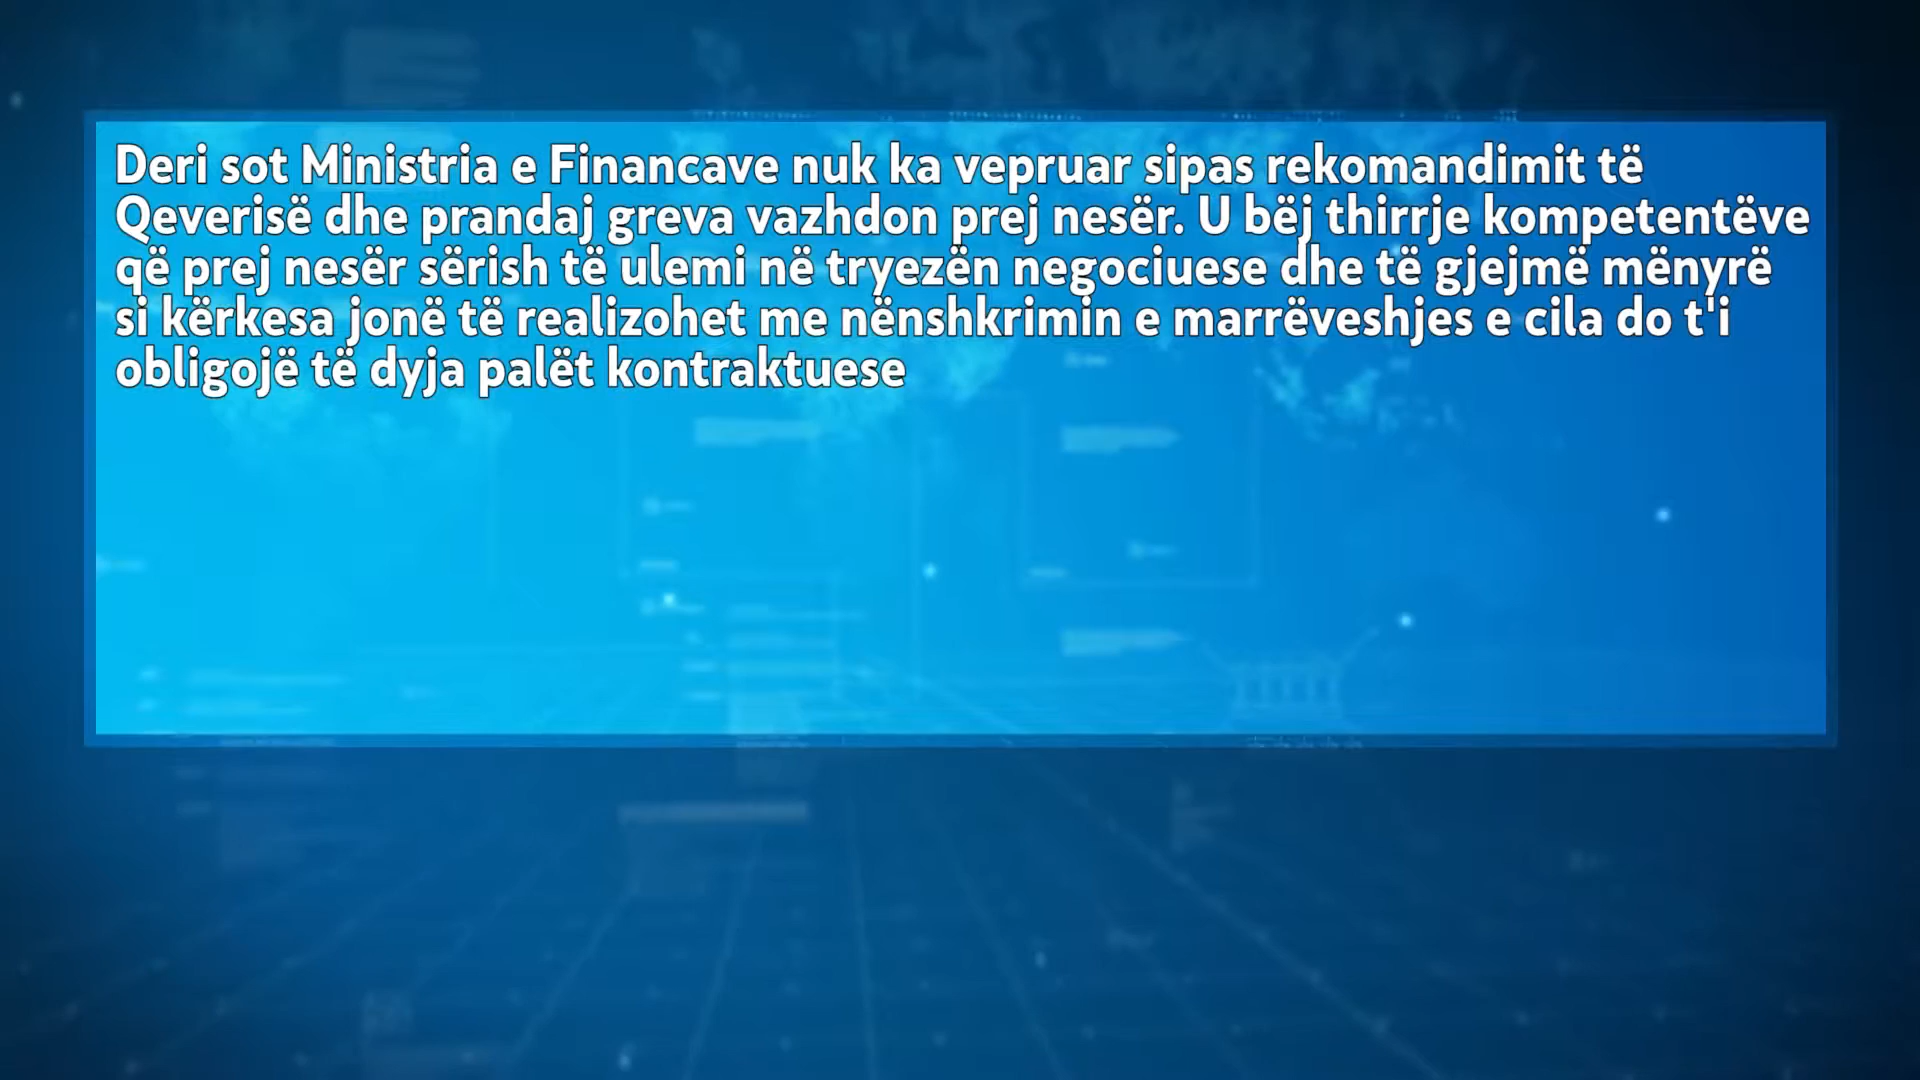 Deri sot Ministria e Financave nuk ka vepruar sipas rekomandimit të
Qeverisë dhe prandaj greva vazhdon prej nesër. U bëj thirrje kompetentëve
që prej nesër sërish të ulemi në tryezën negociuese dhe të gjejmë mënyrë
si kërkesa jonë të realizohet me nënshkrimin e marrëveshjes e cila do t'i
obligojë të dyja palët kontraktuese